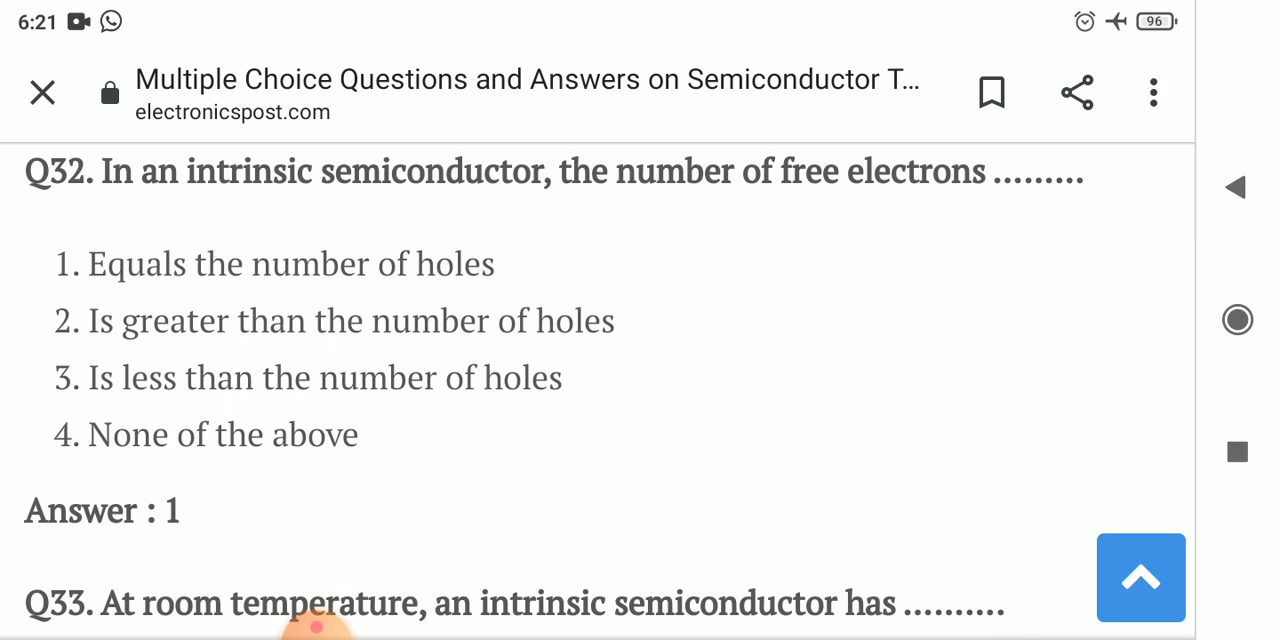 6:21
96
Multiple Choice Questions and Answers on Semiconductor T...
electronicspost.com
Q32. In an intrinsic semiconductor, the number of free electrons .........
1. Equals the number of holes
2. Is greater than the number of holes
3. Is less than the number of holes
4. None of the above
Answer : 1
Q33. At room temperature, an intrinsic semiconductor has ..........